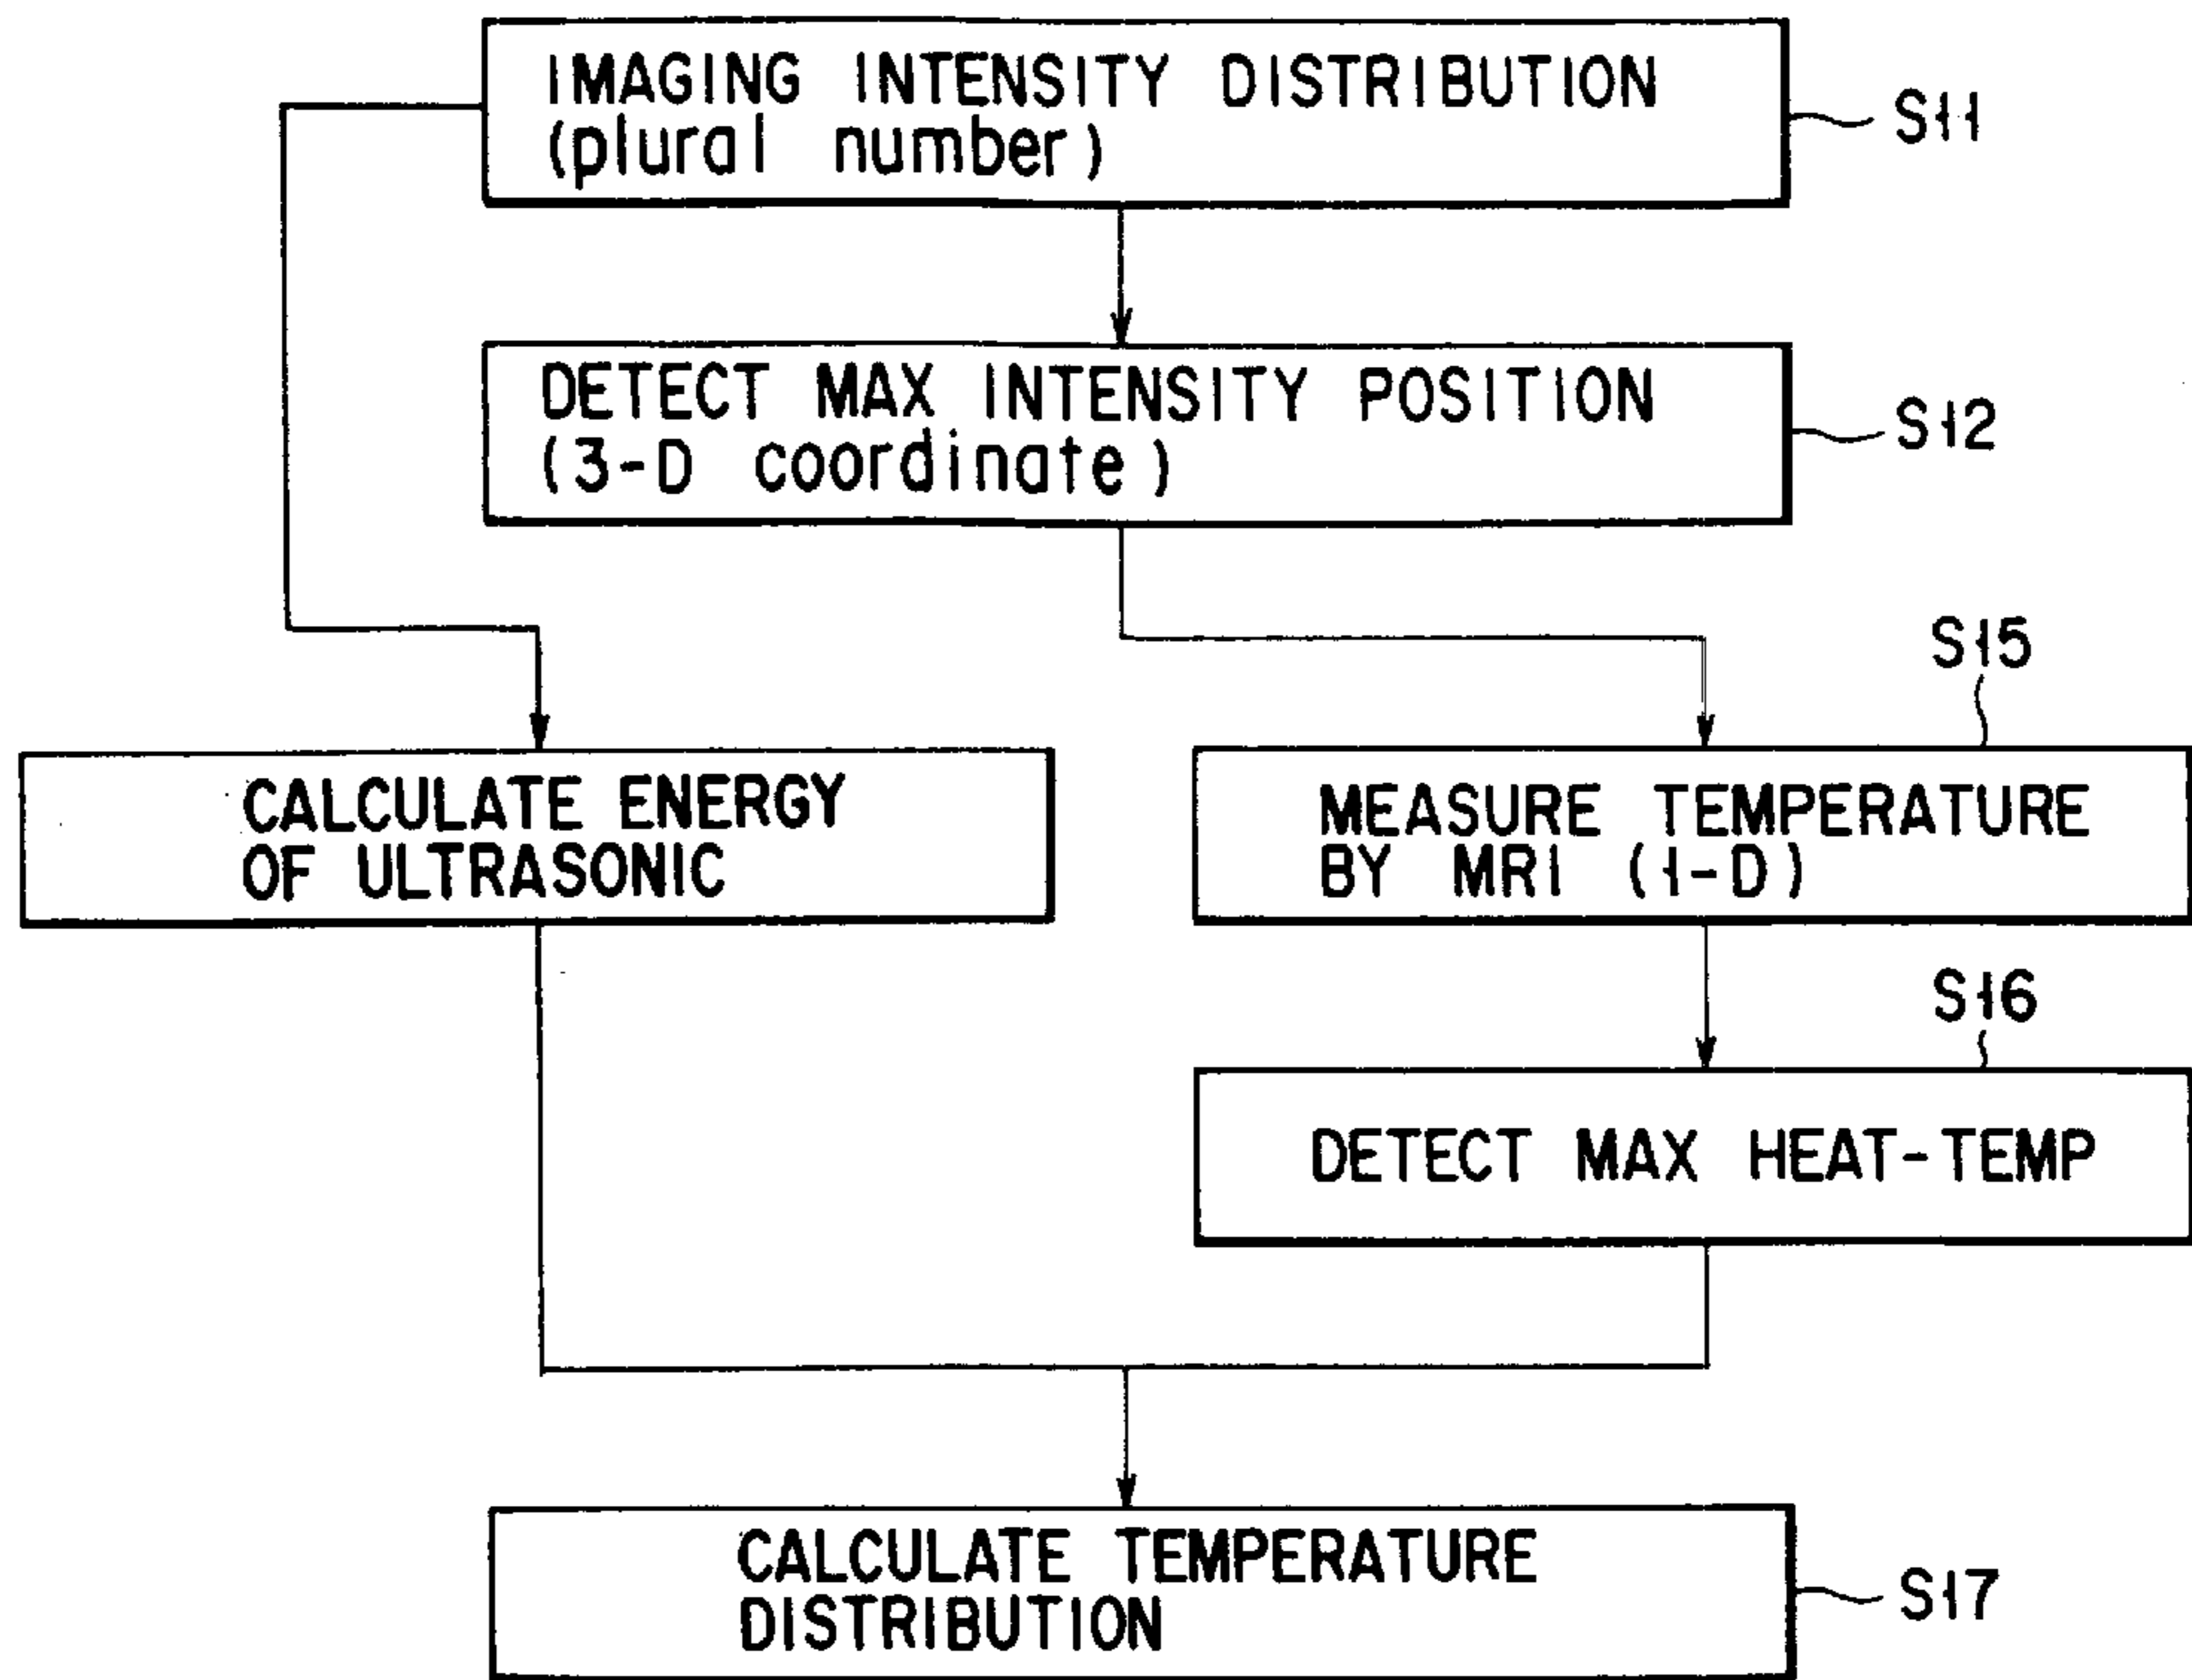 IMAGING INTENSITY DISTRIBUTION
(plural number)
S11
DETECT MAX INTENSITY POSITION
(3-D coordinate)
S12
CALCULATE ENERGY
OF ULTRASONIC
S15
MEASURE TEMPERATURE
BY MRI (1-D)
S16
DETECT MAX HEAT-TEMP
CALCULATE TEMPERATURE
DISTRIBUTION
S17